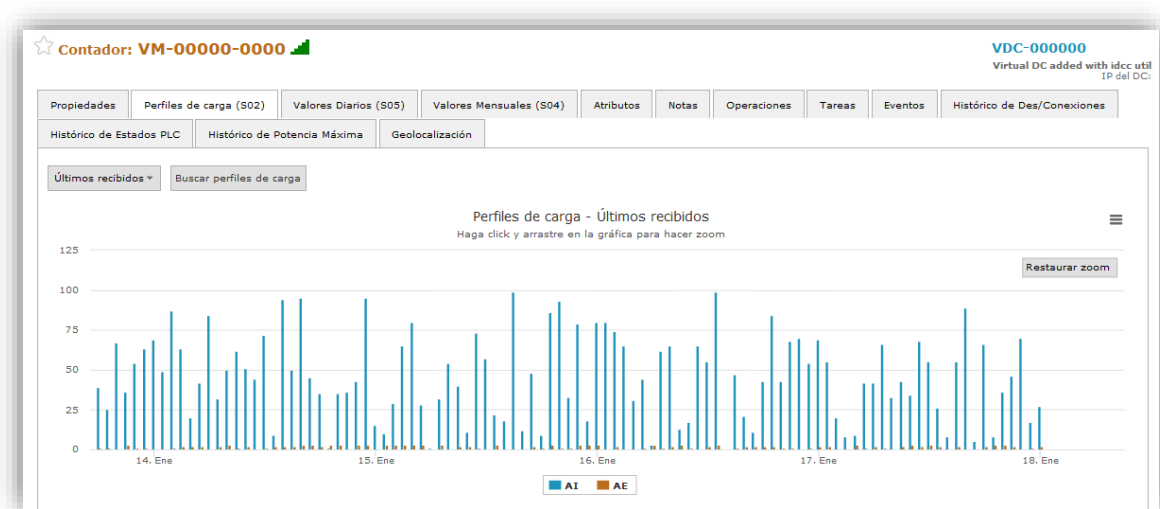 Contador: VM-00000-0000
VDC-000000
Virtual DC added with idcc util
IP del DC:
Propiedades Perfiles de carga (S02) Valores Diarios (S05) Valores Mensuales (S04) Atributos Notas Operaciones Tareas Eventos Histórico de Des/Conexiones
Histórico de Estados PLC Histórico de Potencia Máxima Geolocalización
Últimos recibidos Buscar perfiles de carga
Perfiles de carga - Últimos recibidos
Haga click y arrastre en la gráfica para hacer zoom
Restaurar zoom
125
100
75
50
25
0
14. Ene 15. Ene 16. Ene 17. Ene 18. Ene
AI AE